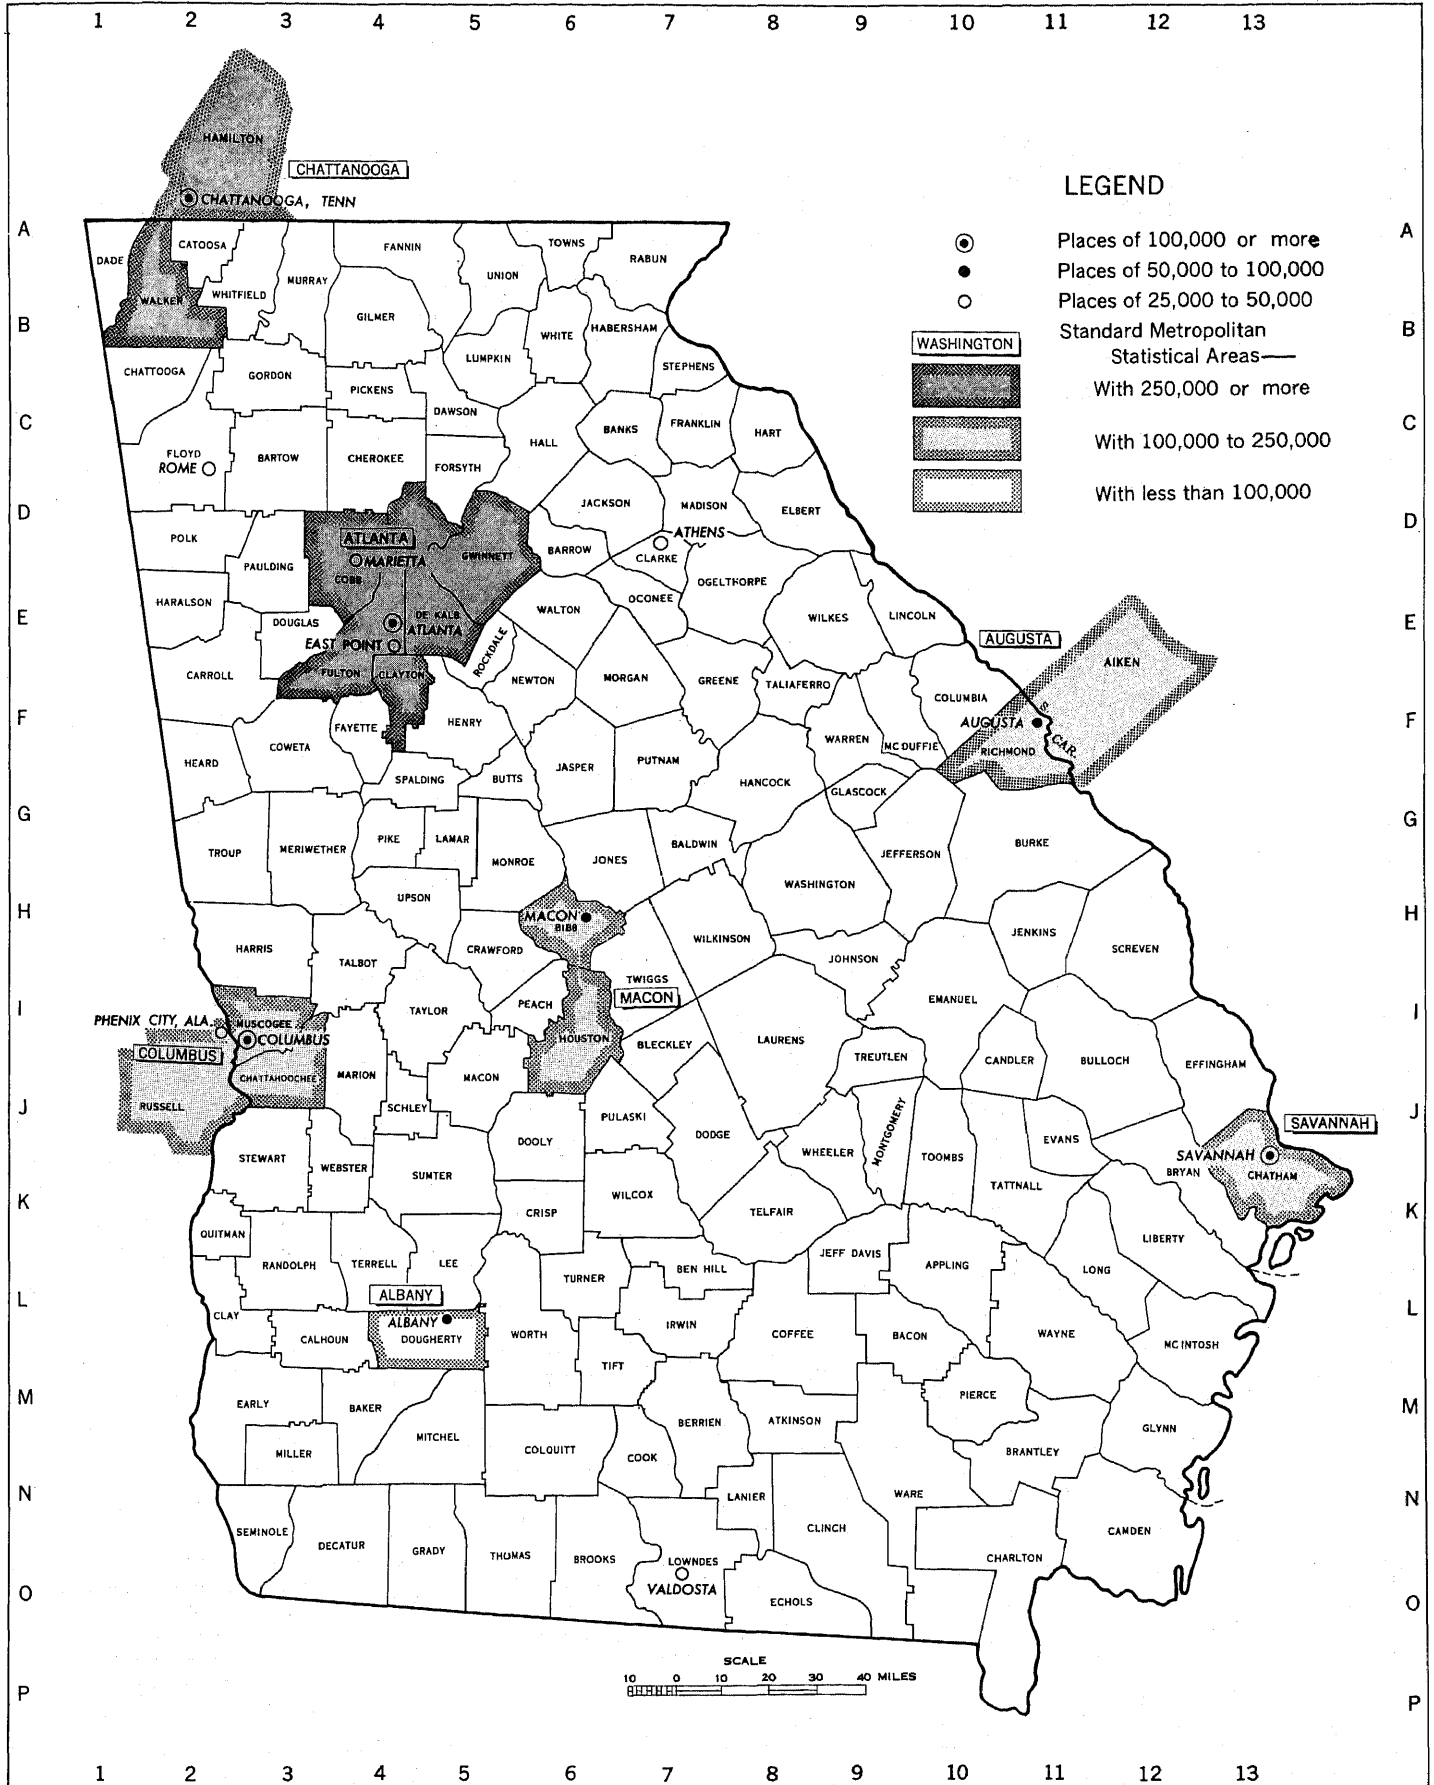 1 2 3 4 5 6 7 8 9 10 11 12 13
HAMILTON
CHATTANOOGA
CHATTANOOGA, TENN
LEGEND
Places of 100,000 or more
Places of 50,000 to 100,000
Places of 25,000 to 50,000
WASHINGTON
Standard Metropolitan
Statistical Areas—
With 250,000 or more
With 100,000 to 250,000
With less than 100,000
A A
DADE
CATOOSA
FANNIN
TOWNS
RABUN
UNION
MURRAY
WHITFIELD
WALKER
GILMER
B B
WHITE
HABERSHAM
LUMPKIN
STEPHENS
CHATTOOGA
GORDON
PICKENS
DAWSON
C C
HALL
BANKS
FRANKLIN
HART
FLOYD
ROME
BARTOW
CHEROKEE
FORSYTH
JACKSON
MADISON
ELBERT
D D
POLK
ATLANTA
MARIETTA
COBB
GWINNETT
BARROW
ATHENS
CLARKE
PAULDING
OGELTHORPE
HARALSON
OCONEE
WALTON
E E
DOUGLAS
DE KALB
ATLANTA
EAST POINT
WILKES
LINCOLN
AUGUSTA
AIKEN
CARROLL
FULTON
CLAYTON
ROCKDALE
NEWTON
MORGAN
GREENE
TALIAFERRO
COLUMBIA
F F
FAYETTE
HENRY
AUGUSTA
S. CAR.
RICHMOND
WARREN
MC DUFFIE
COWETA
HEARD
SPALDING
BUTTS
JASPER
PUTNAM
HANCOCK
GLASCOCK
G G
TROUP
MERIWETHER
PIKE
LAMAR
MONROE
JONES
BALDWIN
JEFFERSON
BURKE
UPSON
WASHINGTON
H H
MACON
BIBB
HARRIS
TALBOT
CRAWFORD
WILKINSON
JENKINS
SCREVEN
JOHNSON
TWIGGS
MACON
PEACH
TAYLOR
EMANUEL
I I
PHENIX CITY, ALA.
MUSCOGEE
COLUMBUS
COLUMBUS
HOUSTON
BLECKLEY
LAURENS
TREUTLEN
CANDLER
BULLOCH
EFFINGHAM
CHATTAHOOCHEE
MARION
MACON
RUSSELL
J J
SCHLEY
PULASKI
DODGE
DOOLY
MONTGOMERY
EVANS
SAVANNAH
SAVANNAH
STEWART
WEBSTER
SUMTER
WHEELER
TOOMBS
TATTNALL
BRYAN
CHATHAM
K K
WILCOX
CRISP
TELFAIR
QUITMAN
LIBERTY
RANDOLPH
TERRELL
LEE
TURNER
BEN HILL
JEFF DAVIS
APPLING
LONG
ALBANY
L L
CLAY
CALHOUN
ALBANY
DOUGHERTY
WORTH
IRWIN
COFFEE
BACON
WAYNE
MC INTOSH
TIFT
M M
EARLY
BAKER
PIERCE
BERRIEN
ATKINSON
GLYNN
MITCHEL
COLQUITT
MILLER
COOK
BRANTLEY
N N
LANIER
WARE
SEMINOLE
DECATUR
GRADY
THOMAS
BROOKS
LOWNDES
VALDOSTA
CLINCH
CAMDEN
CHARLTON
O O
ECHOLS
SCALE
10 0 10 20 30 40 MILES
P P
1 2 3 4 5 6 7 8 9 10 11 12 13